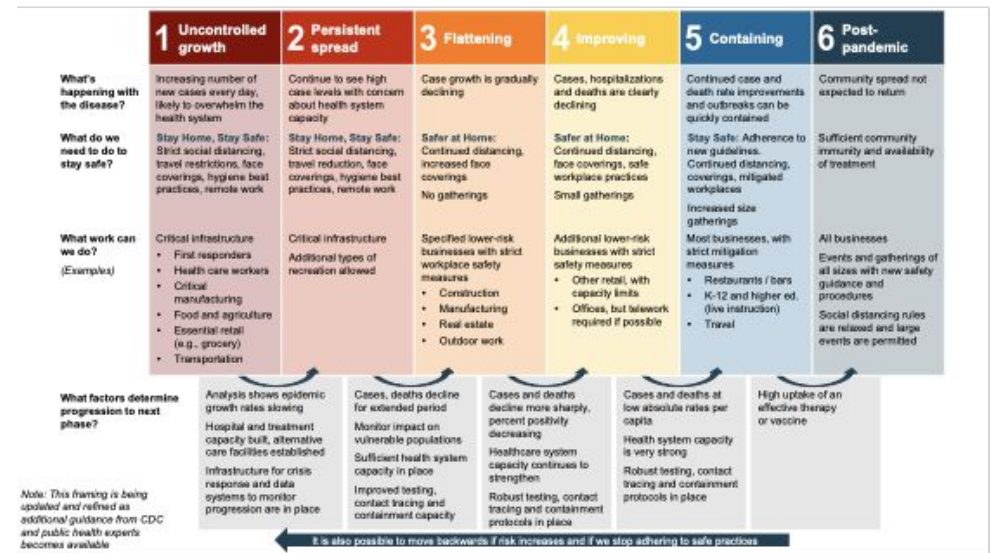 1 Uncontrolled
growth
2 Persistent
spread
3 Flattening
4 Improving
5 Containing
6 Post-
pandemic
What's
happening with
the disease?
Increasing number of
new cases every day,
likely to overwhelm the
health system
Continue to see high
case levels with concern
about health system
capacity
Case growth is gradually
declining
Cases, hospitalizations
and deaths are clearly
declining
Continued case and
death rate improvements
and outbreaks can be
quickly contained
Community spread not
expected to return
What do we
need to do to
stay safe?
Stay Home, Stay Safe:
Strict social distancing,
travel restrictions, face
coverings, hygiene best
practices, remote work
Stay Home, Stay Safe:
Strict social distancing,
travel reduction, face
coverings, hygiene best
practices, remote work
Safer at Home:
Continued distancing,
increased face
coverings
No gatherings
Safer at Home:
Continued distancing,
face coverings, safe
workplace practices
Small gatherings
Stay Safe: Adherence to
new guidelines.
Continued distancing,
coverings, mitigated
workplaces
Increased size
gatherings
Sufficient community
immunity and availability
of treatment
What work can
we do?
(Examples)
Critical infrastructure
• First responders
• Health care workers
• Critical
manufacturing
• Food and agriculture
• Essential retail
(e.g., grocery)
• Transportation
Critical infrastructure
Additional types of
recreation allowed
Specified lower-risk
businesses with strict
workplace safety
measures
• Construction
• Manufacturing
• Real estate
• Outdoor work
Additional lower-risk
businesses with strict
safety measures
• Other retail, with
capacity limits
• Offices, but telework
required if possible
Most businesses, with
strict mitigation
measures
• Restaurants / bars
• K-12 and higher ed.
(live instruction)
• Travel
All businesses
Events and gatherings of
all sizes with new safety
guidance and
procedures
Social distancing rules
are relaxed and large
events are permitted
What factors determine
progression to next
phase?
Analysis shows epidemic
growth rates slowing
Hospital and treatment
capacity built, alternative
care facilities established
Infrastructure for crisis
response and data
systems to monitor
progression are in place
Cases, deaths decline
for extended period
Monitor impact on
vulnerable populations
Sufficient health system
capacity in place
Improved testing,
contact tracing and
containment capacity
Cases and deaths
decline more sharply,
percent positivity
decreasing
Healthcare system
capacity continues to
strengthen
Robust testing, contact
tracing and containment
protocols in place
Cases and deaths at
low absolute rates per
capita
Health system capacity
is very strong
Robust testing, contact
tracing and containment
protocols in place
High uptake of an
effective therapy
or vaccine
Note: This framing is being
updated and refined as
additional guidance from CDC
and public health experts
becomes available
It is also possible to move backwards if risk increases and if we stop adhering to safe practices